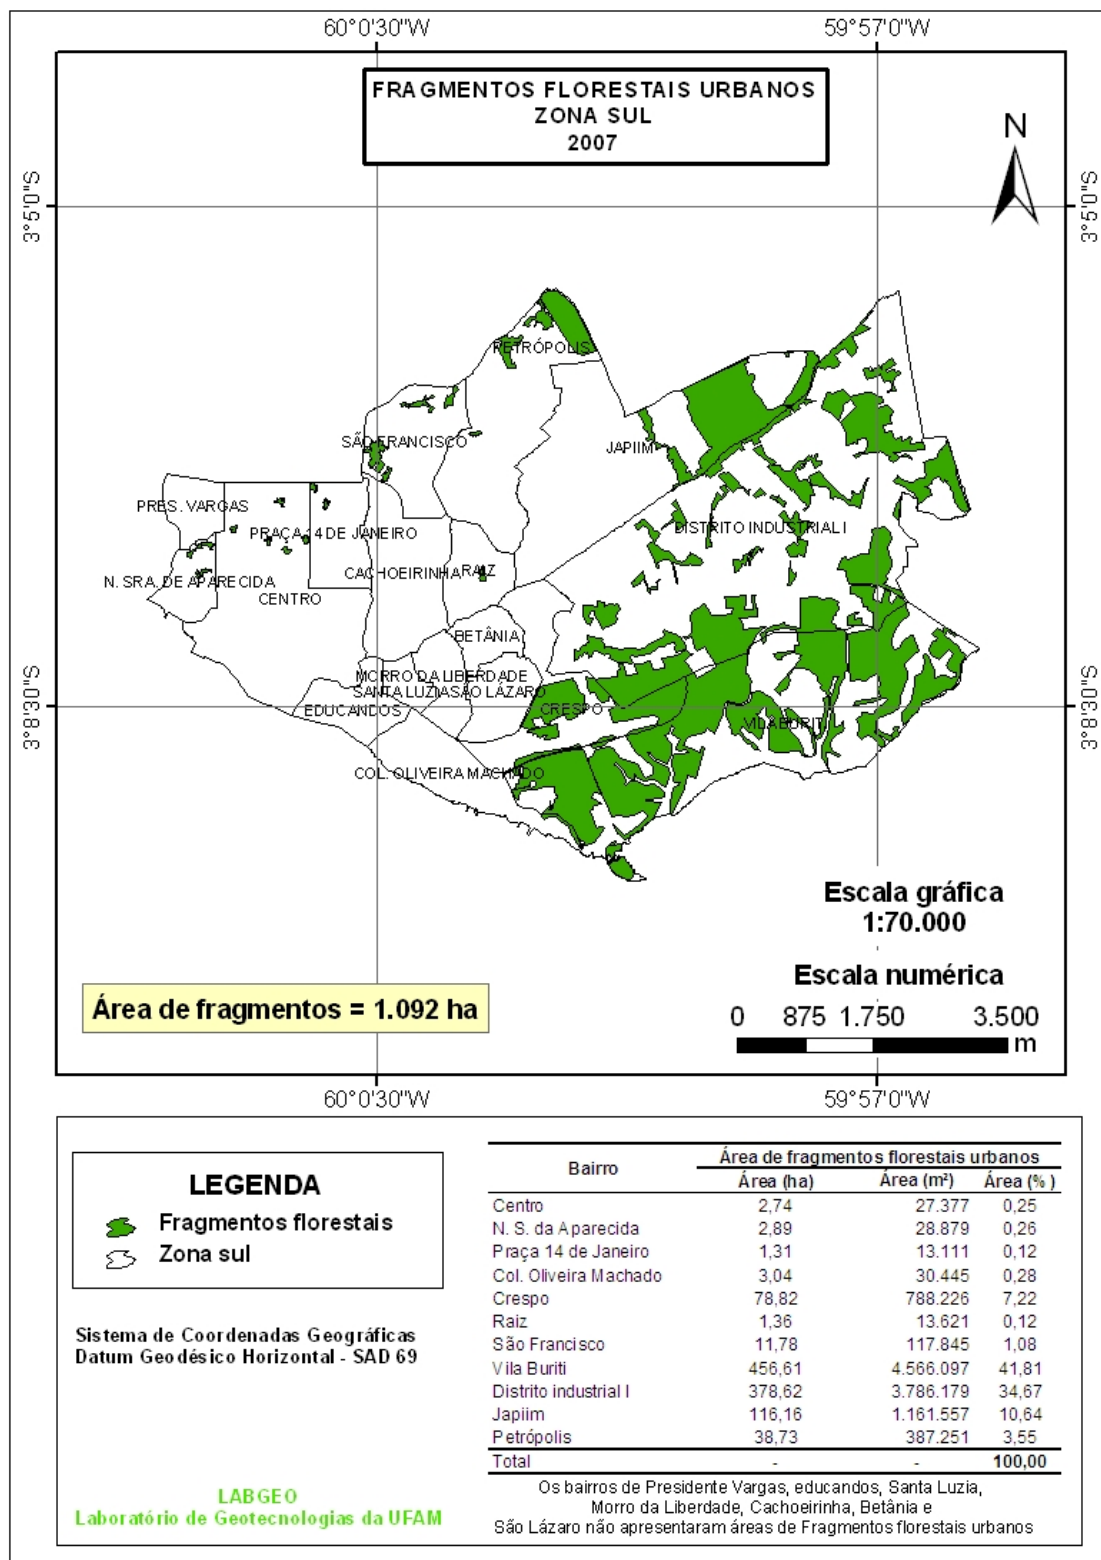 60°0'30"W 59°57'0"W
FRAGMENTOS FLORESTAIS URBANOS
ZONA SUL
2007
N
3°5'0"S 3°5'0"S
PETRÓPOLIS
SÃO FRANCISCO
JAPIIM
PRES. VARGAS
PRAÇA 14 DE JANEIRO
DISTRITO INDUSTRIAL I
N. SRA. DE APARECIDA
CACHOEIRINHA
RAIZ
CENTRO
BETÂNIA
MORRO DA LIBERDADE
SANTA LUZIA
SÃO LÁZARO
EDUCANDOS
CRESPO
VILA BURITI
3°8'30"S 3°8'30"S
COL. OLIVEIRA MACHADO
Escala gráfica
1:70.000
Escala numérica
0 875 1.750 3.500
m
Área de fragmentos = 1.092 ha
60°0'30"W 59°57'0"W
LEGENDA
Fragmentos florestais
Zona sul
Sistema de Coordenadas Geográficas
Datum Geodésico Horizontal - SAD 69
LABGEO
Laboratório de Geotecnologias da UFAM
Bairro Área de fragmentos florestais urbanos
Área (ha) Área (m²) Área (%)
Centro 2,74 27.377 0,25
N. S. da Aparecida 2,89 28.879 0,26
Praça 14 de Janeiro 1,31 13.111 0,12
Col. Oliveira Machado 3,04 30.445 0,28
Crespo 78,82 788.226 7,22
Raiz 1,36 13.621 0,12
São Francisco 11,78 117.845 1,08
Vila Buriti 456,61 4.566.097 41,81
Distrito industrial I 378,62 3.786.179 34,67
Japiim 116,16 1.161.557 10,64
Petrópolis 38,73 387.251 3,55
Total - - 100,00
Os bairros de Presidente Vargas, educandos, Santa Luzia,
Morro da Liberdade, Cachoeirinha, Betânia e
São Lázaro não apresentaram áreas de Fragmentos florestais urbanos